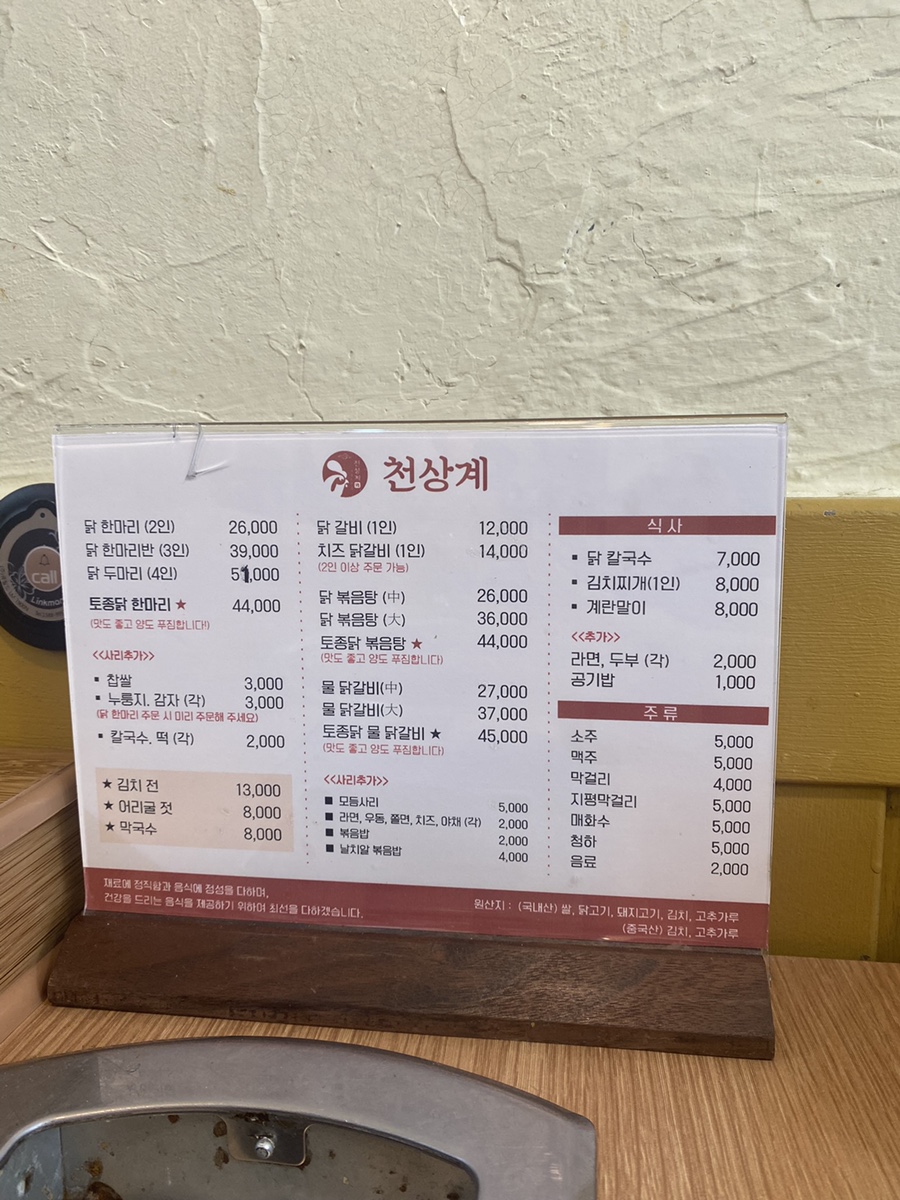 천상계
닭 한마리 (2인) 26,000
닭 한마리반 (3인) 39,000
닭 두마리 (4인) 51,000
토종닭 한마리 ★ 44,000
(맛도 좋고 양도 푸짐합니다!)
<<사리추가>>
▪ 찹쌀 3,000
▪ 누룽지, 감자 (각) 3,000
(닭 한마리 주문 시 미리 주문해 주세요)
▪ 칼국수, 떡 (각) 2,000
★ 김치 전 13,000
★ 어리굴 젓 8,000
★ 막국수 8,000
닭 갈비 (1인) 12,000
치즈 닭갈비 (1인) 14,000
(2인 이상 주문 가능)
닭 볶음탕 (中) 26,000
닭 볶음탕 (大) 36,000
토종닭 볶음탕 ★ 44,000
(맛도 좋고 양도 푸짐합니다)
물 닭갈비(中) 27,000
물 닭갈비(大) 37,000
토종닭 물 닭갈비 ★ 45,000
(맛도 좋고 양도 푸짐합니다)
<<사리추가>>
■ 모듬사리 5,000
■ 라면, 우동, 쫄면, 치즈, 야채 (각) 2,000
■ 볶음밥 2,000
■ 날치알 볶음밥 4,000
식 사
▪ 닭 칼국수 7,000
▪ 김치찌개(1인) 8,000
▪ 계란말이 8,000
<<추가>>
라면, 두부 (각) 2,000
공기밥 1,000
주 류
소주 5,000
맥주 5,000
막걸리 4,000
지평막걸리 5,000
매화수 5,000
청하 5,000
음료 2,000
재료에 정직함과 음식에 정성을 다하며,
건강을 드리는 음식을 제공하기 위하여 최선을 다하겠습니다.
원산지 : (국내산) 쌀, 닭고기, 돼지고기, 김치, 고추가루
(중국산) 김치, 고추가루
call